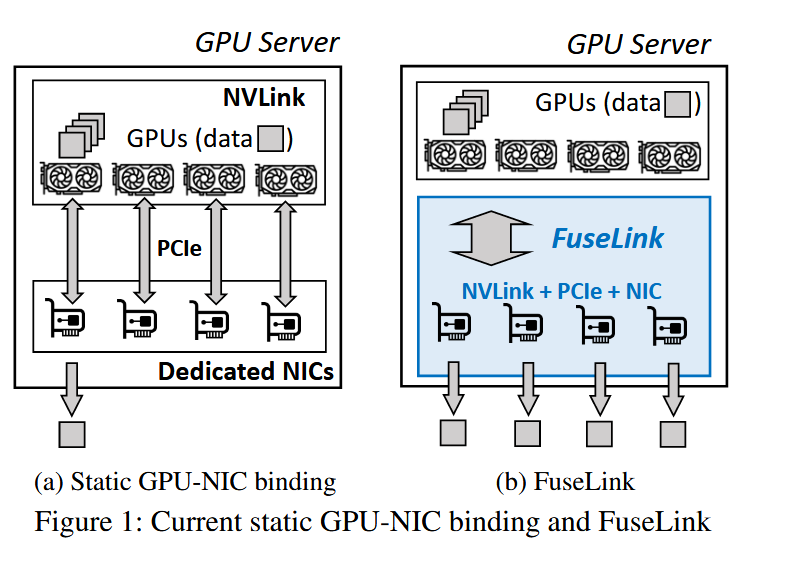 GPU Server
NVLink
GPUs (data )
PCIe
Dedicated NICs
(a) Static GPU-NIC binding
GPU Server
GPUs (data )
FuseLink
NVLink + PCIe + NIC
(b) FuseLink
Figure 1: Current static GPU-NIC binding and FuseLink